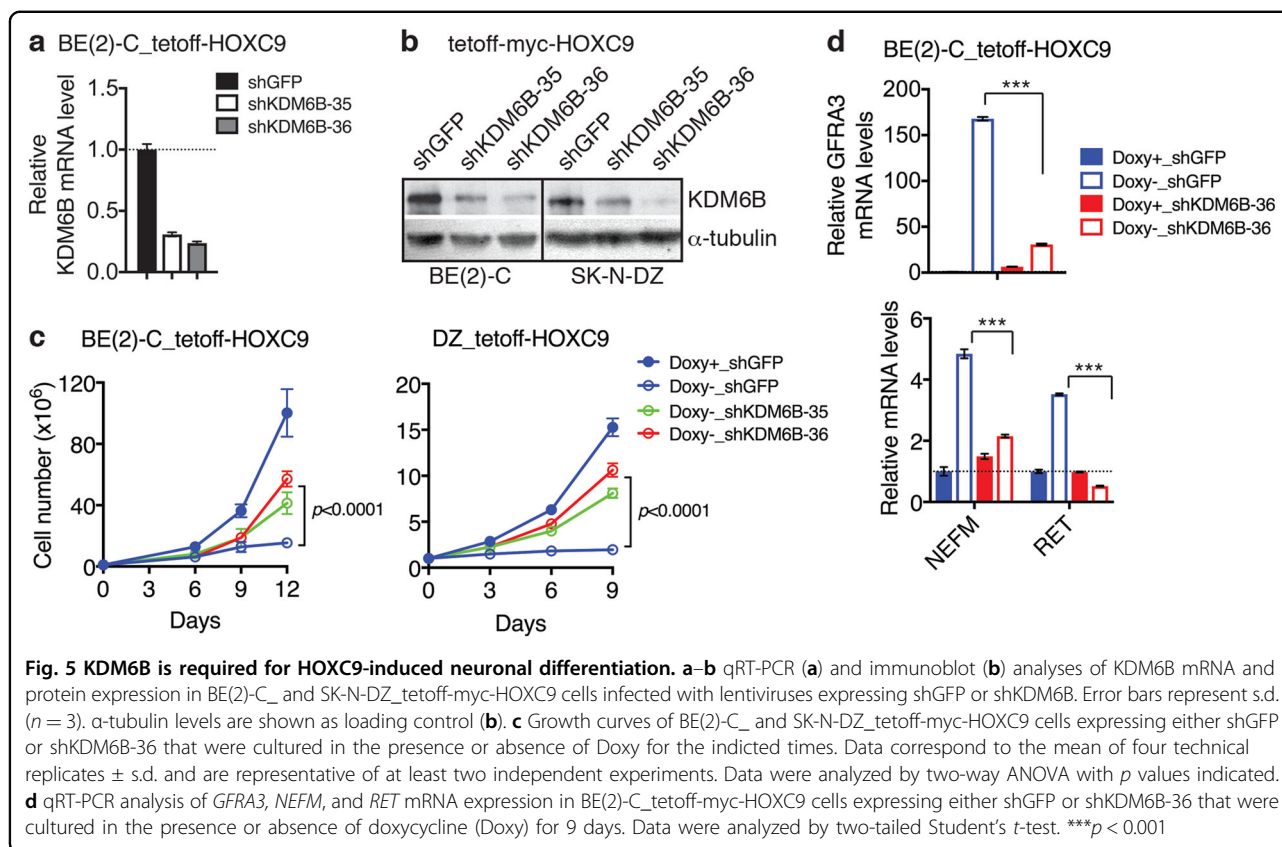 a BE(2)-C_tetoff-HOXC9
Relative
KDM6B mRNA level
1.5
1.0
0.5
0.0
shGFP
shKDM6B-35
shKDM6B-36
b tetoff-myc-HOXC9
shGFP
shKDM6B-35
shKDM6B-36
shGFP
shKDM6B-35
shKDM6B-36
KDM6B
α-tubulin
BE(2)-C SK-N-DZ
c BE(2)-C_tetoff-HOXC9
Cell number (x10⁶)
120
80
40
0
0 3 6 9 12
Days
p<0.0001
DZ_tetoff-HOXC9
20
15
10
5
0
0 3 6 9
Days
p<0.0001
Doxy+_shGFP
Doxy-_shGFP
Doxy-_shKDM6B-35
Doxy-_shKDM6B-36
d BE(2)-C_tetoff-HOXC9
Relative GFRA3
mRNA levels
200
150
100
50
0
***
Doxy+_shGFP
Doxy-_shGFP
Doxy+_shKDM6B-36
Doxy-_shKDM6B-36
Relative mRNA levels
6
4
2
0
***
***
NEFM
RET
Fig. 5 KDM6B is required for HOXC9-induced neuronal differentiation. a–b qRT-PCR (a) and immunoblot (b) analyses of KDM6B mRNA and
protein expression in BE(2)-C_ and SK-N-DZ_tetoff-myc-HOXC9 cells infected with lentiviruses expressing shGFP or shKDM6B. Error bars represent s.d.
(n = 3). α-tubulin levels are shown as loading control (b). c Growth curves of BE(2)-C_ and SK-N-DZ_tetoff-myc-HOXC9 cells expressing either shGFP
or shKDM6B-36 that were cultured in the presence or absence of Doxy for the indicted times. Data correspond to the mean of four technical
replicates ± s.d. and are representative of at least two independent experiments. Data were analyzed by two-way ANOVA with p values indicated.
d qRT-PCR analysis of GFRA3, NEFM, and RET mRNA expression in BE(2)-C_tetoff-myc-HOXC9 cells expressing either shGFP or shKDM6B-36 that were
cultured in the presence or absence of doxycycline (Doxy) for 9 days. Data were analyzed by two-tailed Student's t-test. ***p < 0.001